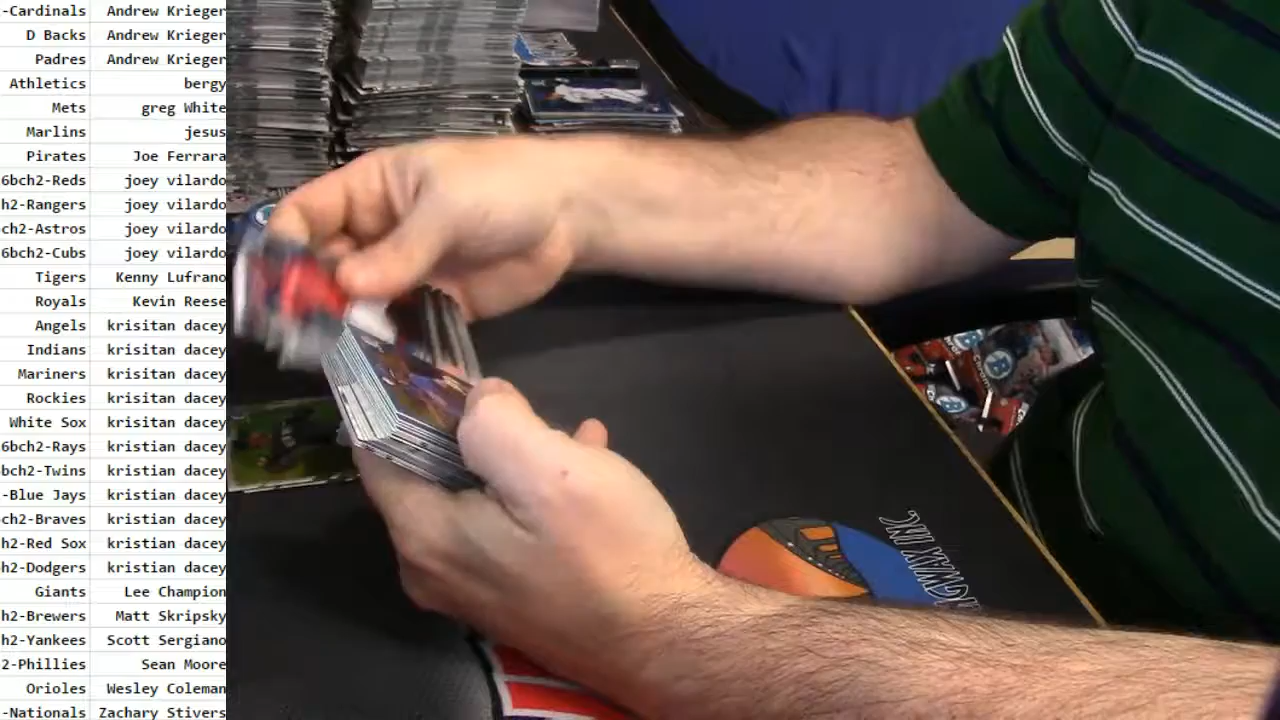 -Cardinals Andrew Krieger
D Backs Andrew Krieger
Padres Andrew Krieger
Athletics bergy
Mets greg White
Marlins jesus
Pirates Joe Ferrara
6bch2-Reds joey vilardo
h2-Rangers joey vilardo
ch2-Astros joey vilardo
6bch2-Cubs joey vilardo
Tigers Kenny Lufrano
Royals Kevin Reese
Angels krisitan dacey
Indians krisitan dacey
Mariners krisitan dacey
Rockies krisitan dacey
White Sox krisitan dacey
6bch2-Rays kristian dacey
bch2-Twins kristian dacey
-Blue Jays kristian dacey
ch2-Braves kristian dacey
h2-Red Sox kristian dacey
h2-Dodgers kristian dacey
Giants Lee Champion
h2-Brewers Matt Skripsky
h2-Yankees Scott Sergiano
2-Phillies Sean Moore
Orioles Wesley Coleman
-Nationals Zachary Stivers
IGWAX INC.